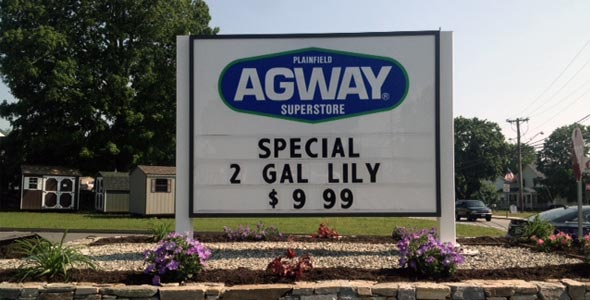 PLAINFIELD
AGWAY®
SUPERSTORE
SPECIAL
2 GAL LILY
$ 9 99